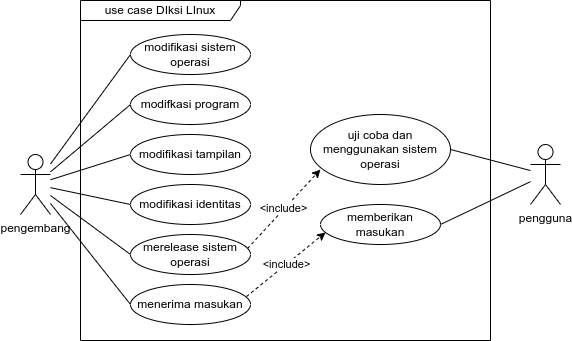 use case DIksi LInux
modifikasi sistem
operasi
modifkasi program
modifikasi tampilan
modifikasi identitas
merelease sistem
operasi
menerima masukan
uji coba dan
menggunakan sistem
operasi
memberikan
masukan
<include>
<include>
pengembang
pengguna